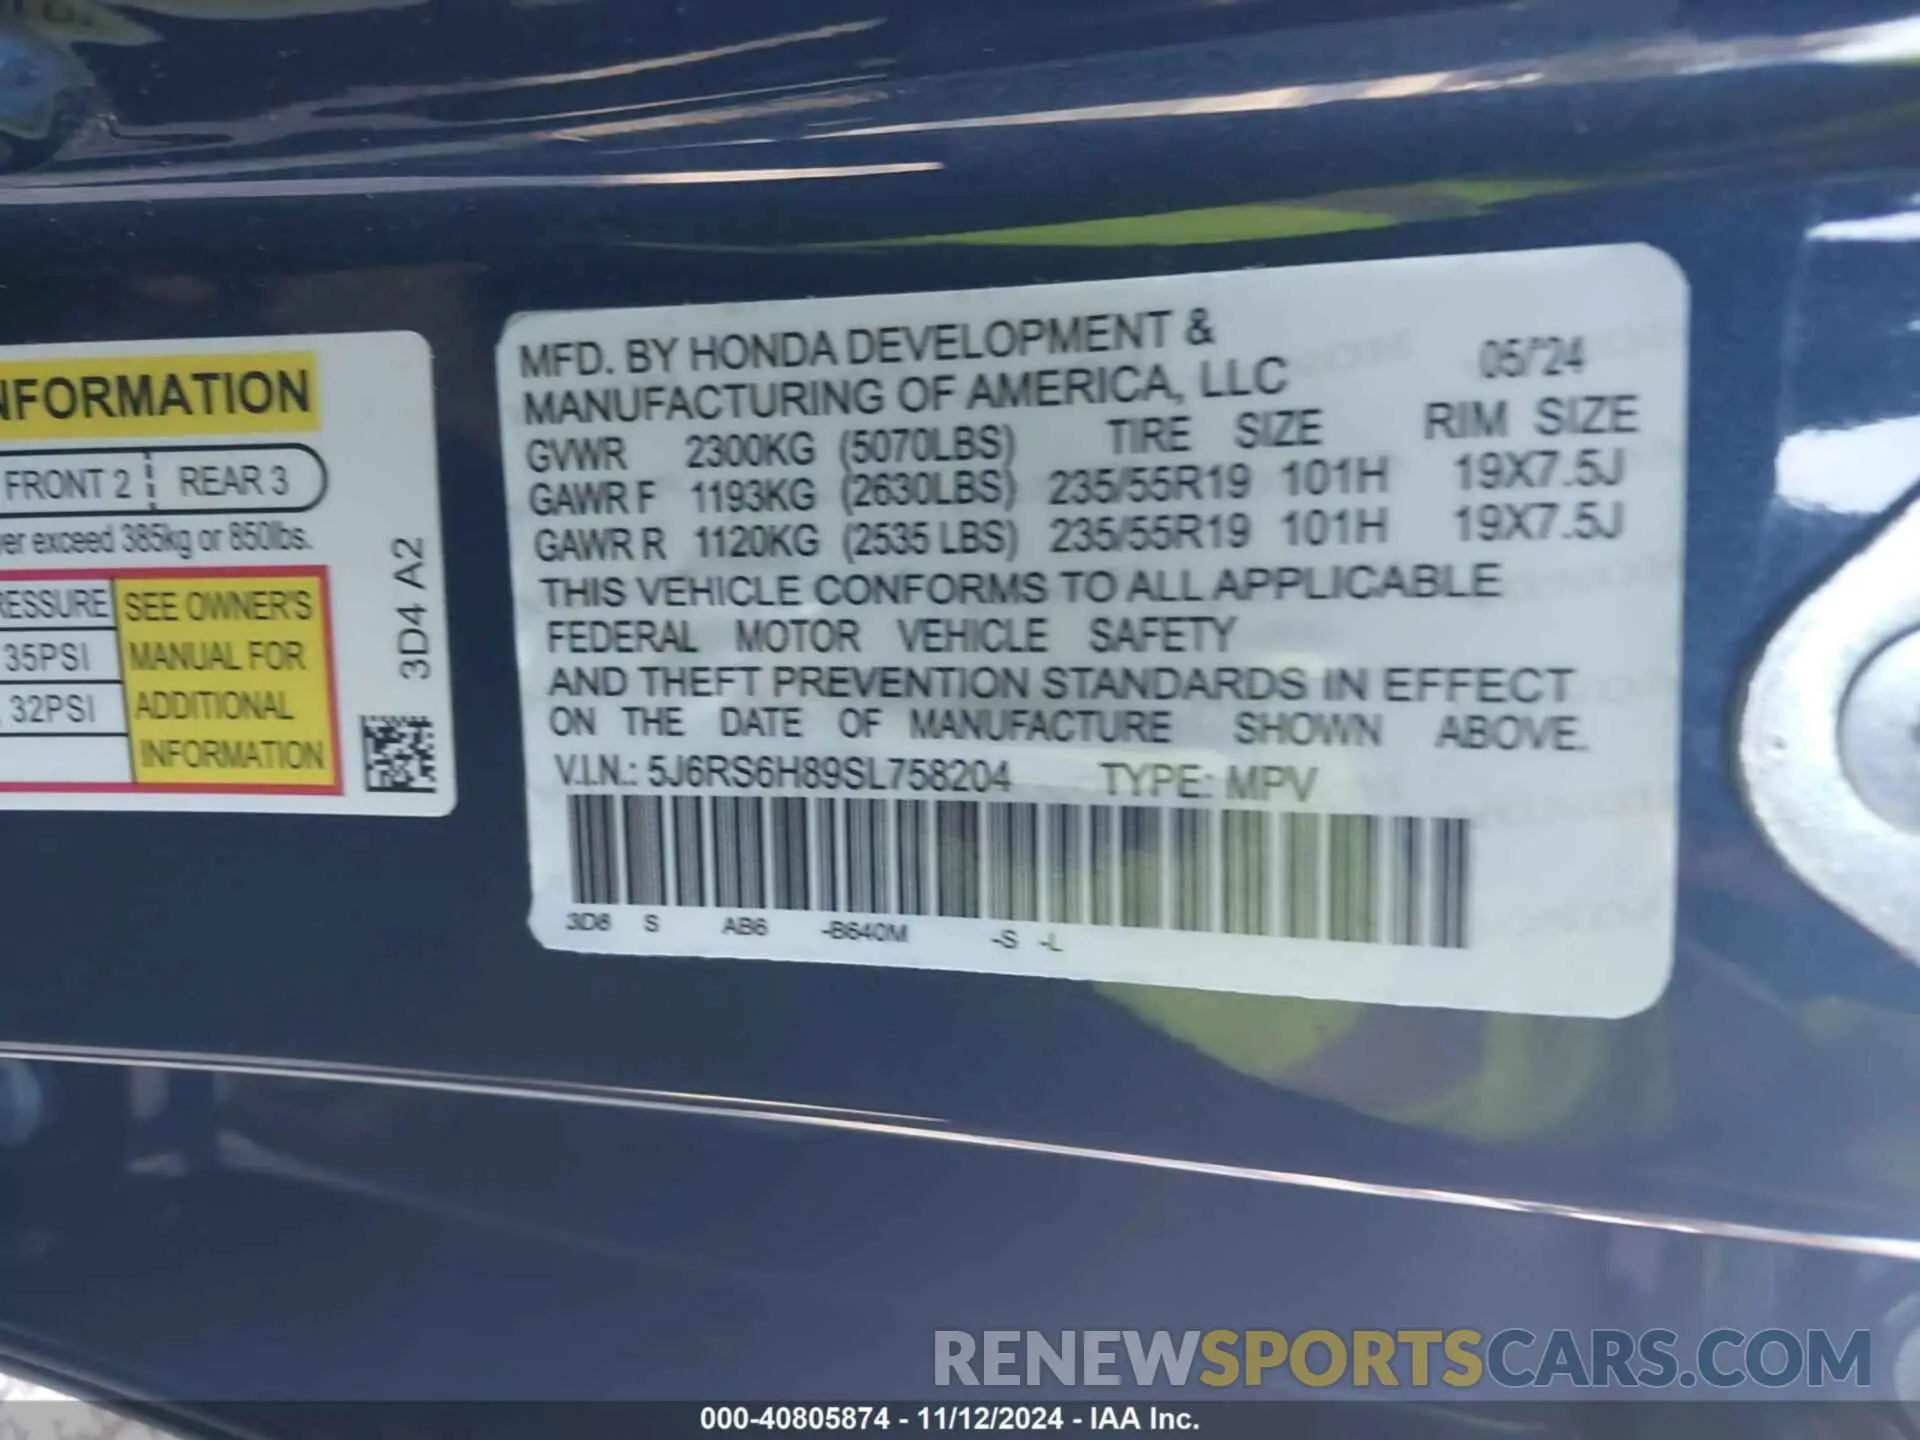 NFORMATION
FRONT 2 REAR 3
er exceed 385kg or 850lbs.
RESSURE
35PSI
32PSI
SEE OWNER'S
MANUAL FOR
ADDITIONAL
INFORMATION
3D4 A2
MFD. BY HONDA DEVELOPMENT &
MANUFACTURING OF AMERICA, LLC 05/'24
GVWR 2300KG (5070LBS) TIRE SIZE RIM SIZE
GAWR F 1193KG (2630LBS) 235/55R19 101H 19X7.5J
GAWR R 1120KG (2535 LBS) 235/55R19 101H 19X7.5J
THIS VEHICLE CONFORMS TO ALL APPLICABLE
FEDERAL MOTOR VEHICLE SAFETY
AND THEFT PREVENTION STANDARDS IN EFFECT
ON THE DATE OF MANUFACTURE SHOWN ABOVE.
V.I.N.: 5J6RS6H89SL758204 TYPE: MPV
3D6 S AB6 -B640M -S -L
RENEWSPORTSCARS.COM
000-40805874 - 11/12/2024 - IAA Inc.